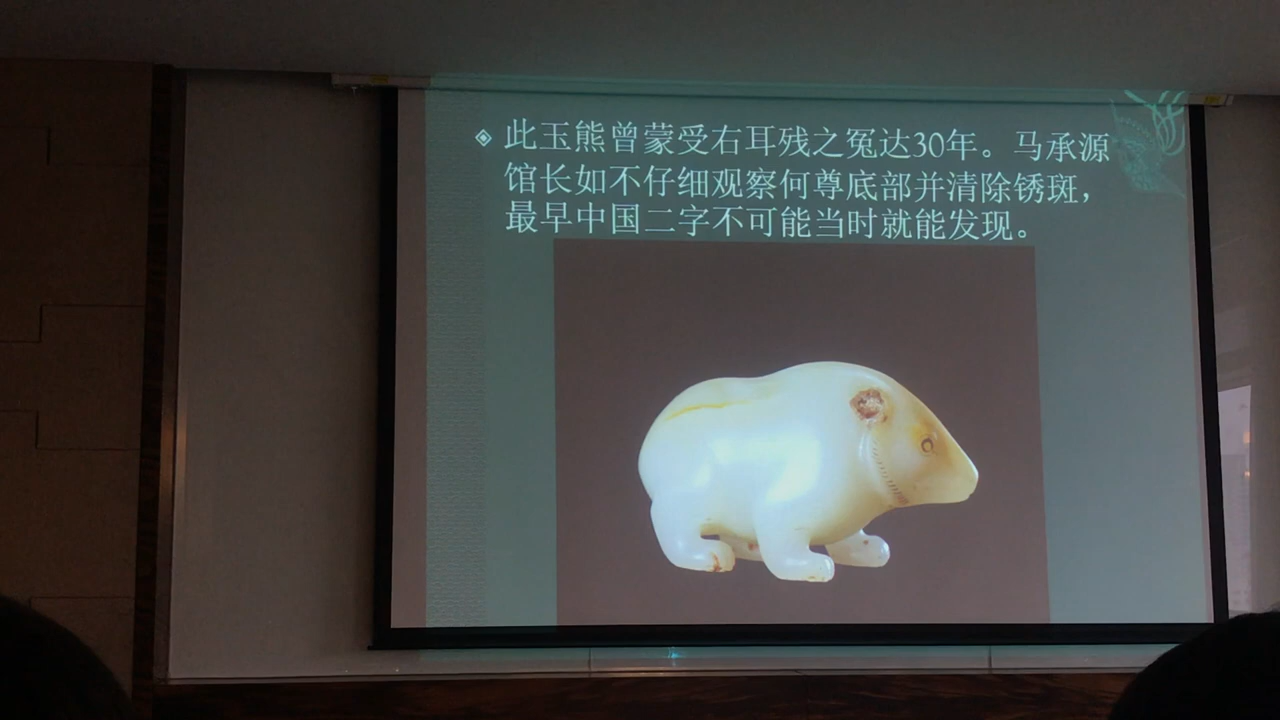 此玉熊曾蒙受右耳残之冤达30年。马承源
馆长如不仔细观察何尊底部并清除锈斑，
最早中国二字不可能当时就能发现。